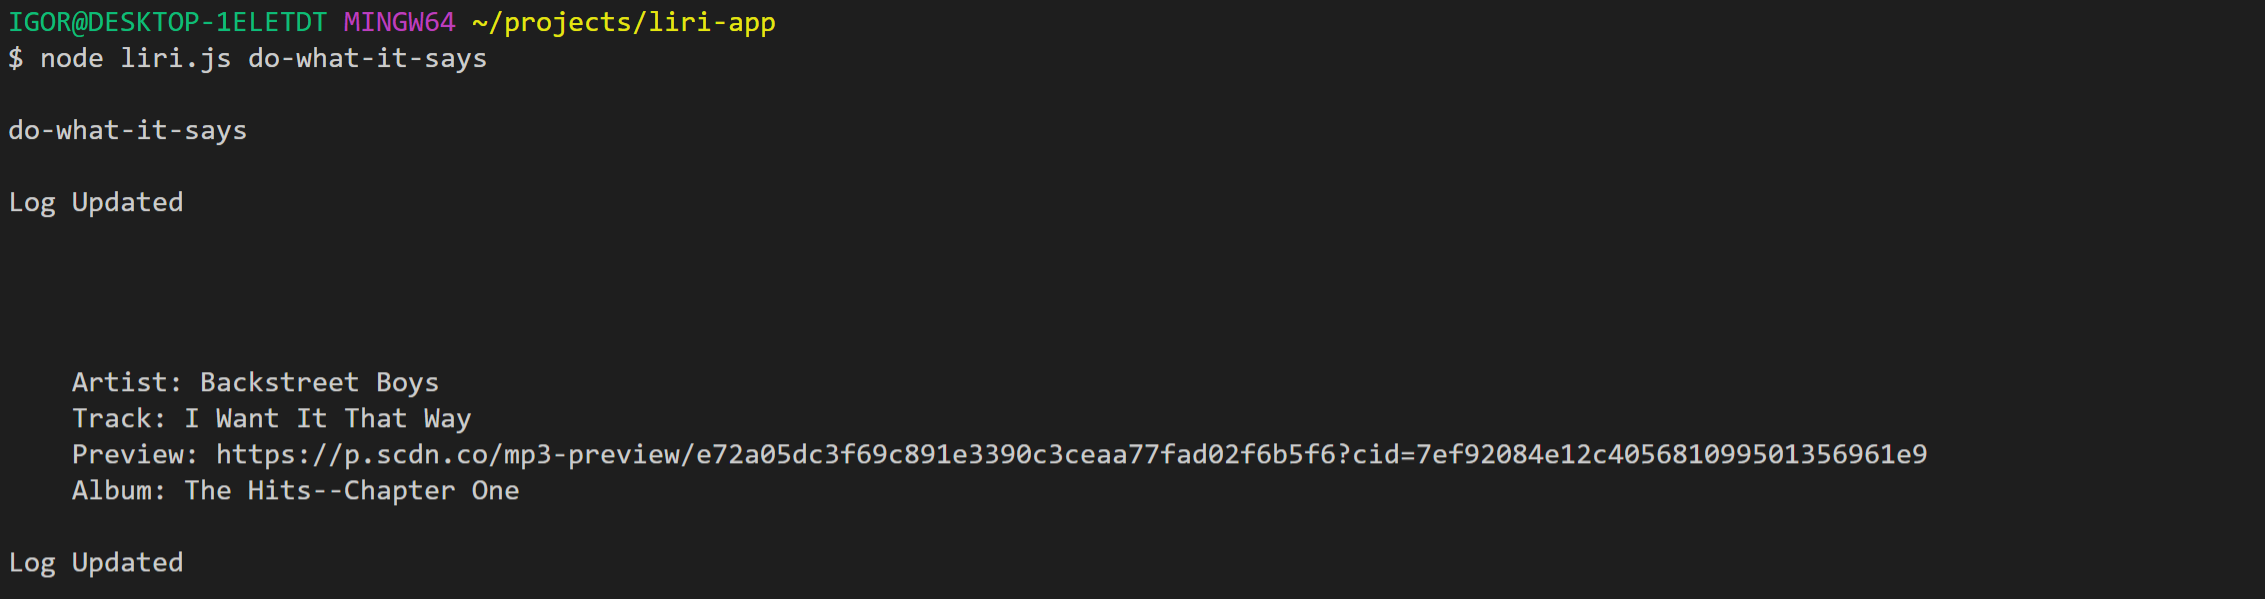 IGOR@DESKTOP-1ELETDT MINGW64 ~/projects/liri-app
$ node liri.js do-what-it-says
do-what-it-says
Log Updated
Artist: Backstreet Boys
Track: I Want It That Way
Preview: https://p.scdn.co/mp3-preview/e72a05dc3f69c891e3390c3ceaa77fad02f6b5f6?cid=7ef92084e12c405681099501356961e9
Album: The Hits--Chapter One
Log Updated